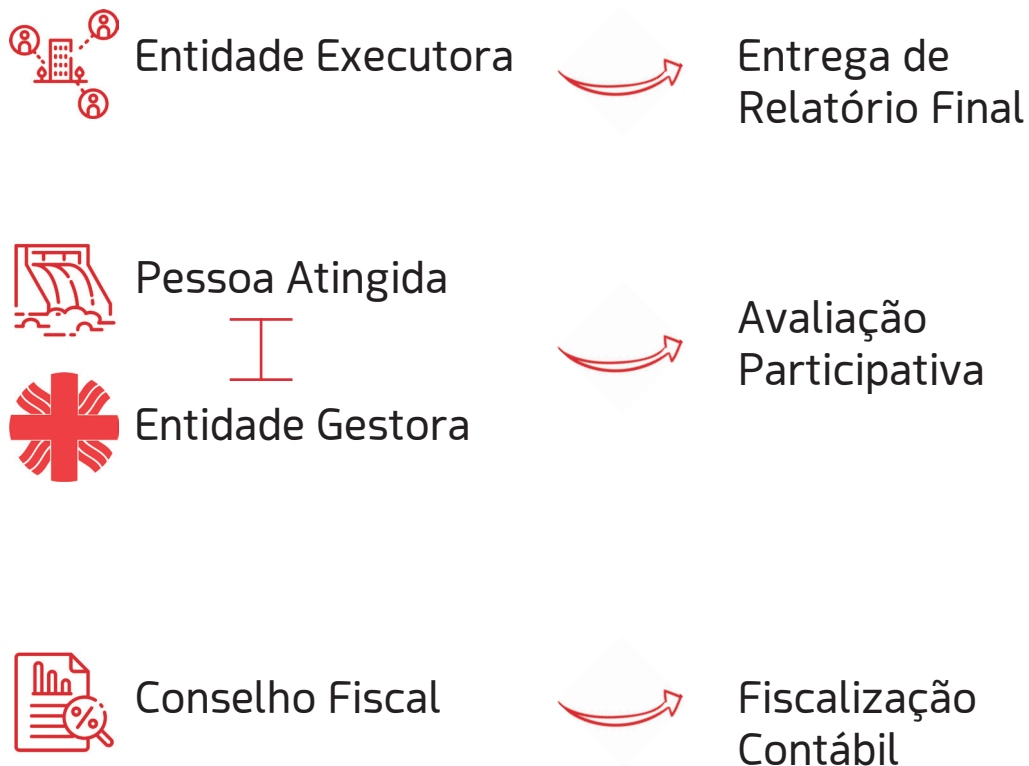 Entidade Executora
Entrega de
Relatório Final
Pessoa Atingida
Entidade Gestora
Avaliação
Participativa
Conselho Fiscal
Fiscalização
Contábil